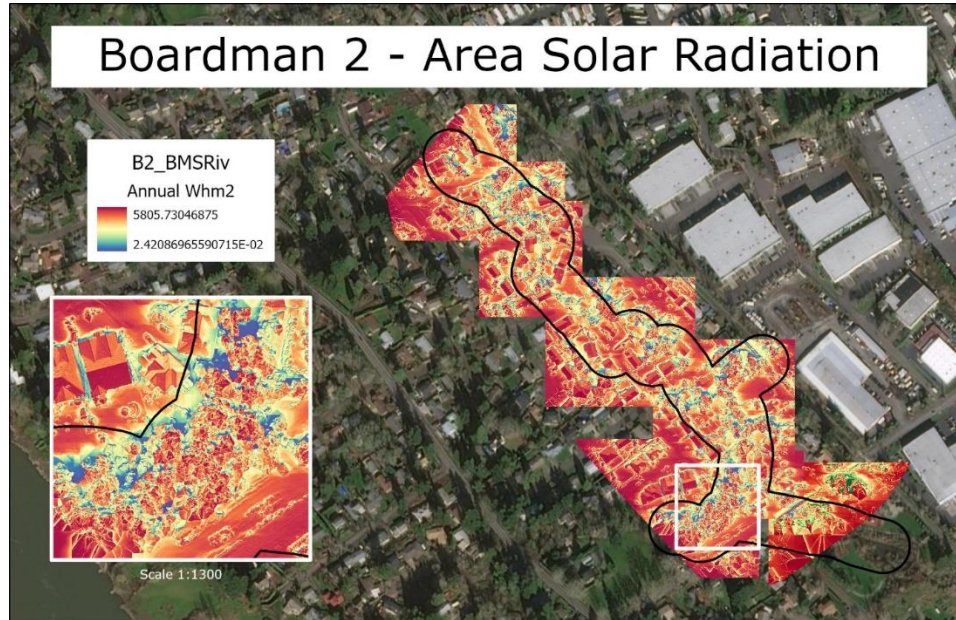 Boardman 2 - Area Solar Radiation
B2_BMSRiv
Annual Whm2
5805.73046875
2.42086965590715E-02
Scale 1:1300